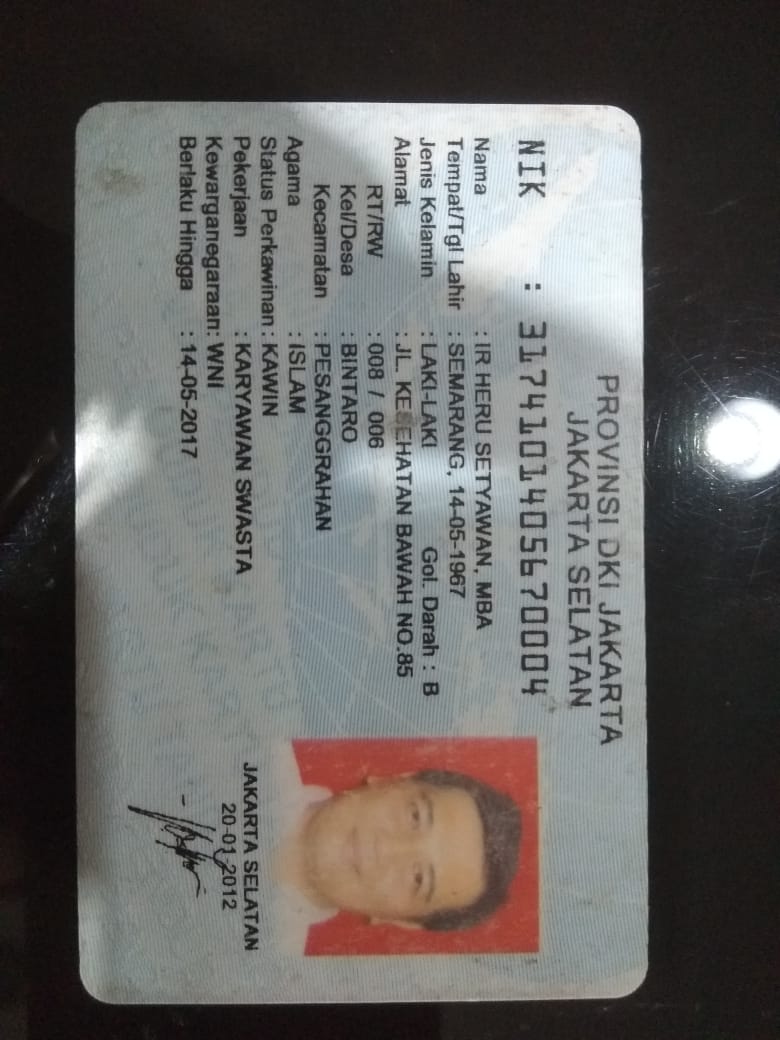 PROVINSI DKI JAKARTA
JAKARTA SELATAN
NIK : 3174101405670004
Nama : IR HERU SETYAWAN, MBA
Tempat/Tgl Lahir : SEMARANG, 14-05-1967
Jenis Kelamin : LAKI-LAKI Gol. Darah : B
Alamat : JL. KESEHATAN BAWAH NO.85
RT/RW : 008 / 006
Kel/Desa : BINTARO
Kecamatan : PESANGGRAHAN
Agama : ISLAM
Status Perkawinan : KAWIN
Pekerjaan : KARYAWAN SWASTA
Kewarganegaraan: WNI
Berlaku Hingga : 14-05-2017
JAKARTA SELATAN
20-01-2012